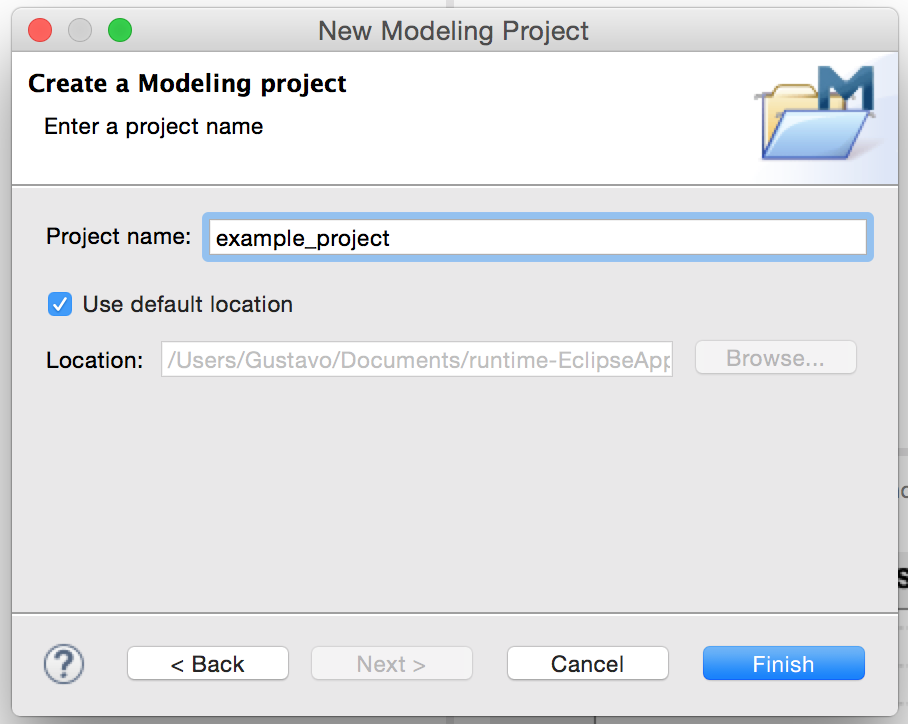 New Modeling Project
Create a Modeling project
Enter a project name
M
Project name: example_project
Use default location
Location: /Users/Gustavo/Documents/runtime-EclipseApp Browse...
? < Back Next > Cancel Finish